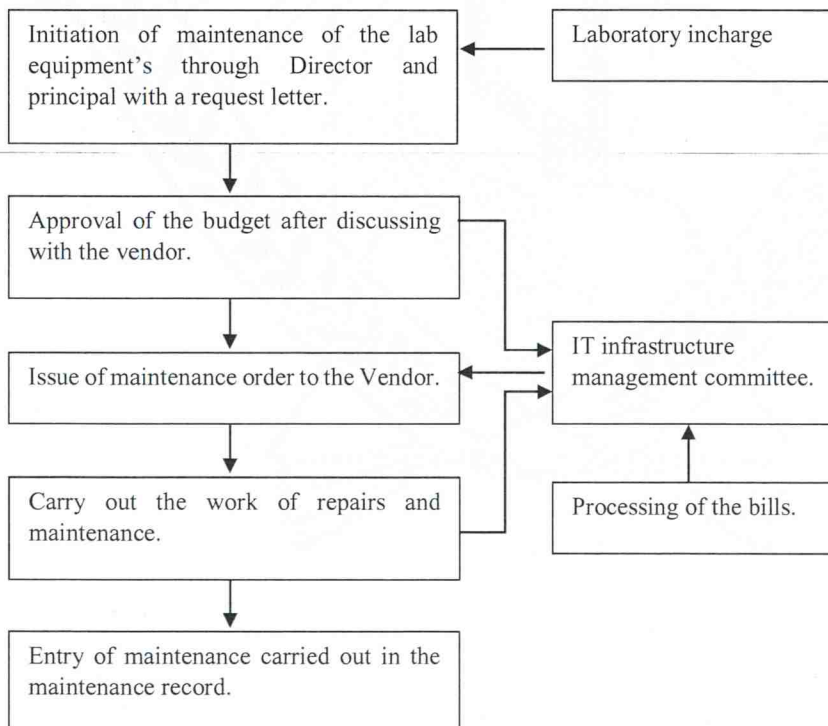 Initiation of maintenance of the lab
equipment's through Director and
principal with a request letter.
Laboratory incharge
Approval of the budget after discussing
with the vendor.
Issue of maintenance order to the Vendor.
IT infrastructure
management committee.
Carry out the work of repairs and
maintenance.
Processing of the bills.
Entry of maintenance carried out in the
maintenance record.